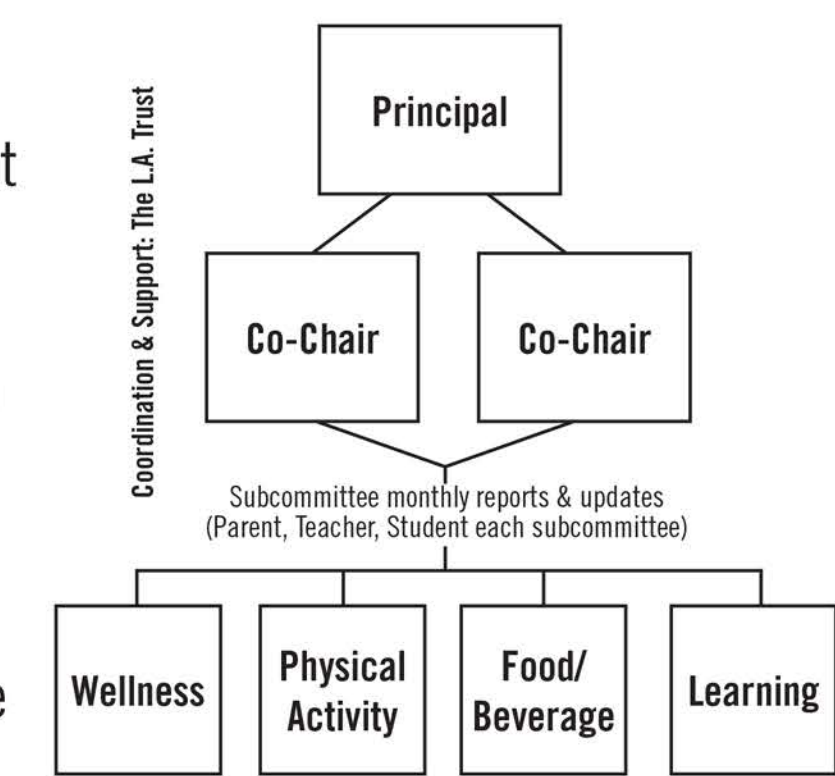 t
Coordination & Support: The L.A. Trust
Principal
Co-Chair
Co-Chair
Subcommittee monthly reports & updates
(Parent, Teacher, Student each subcommittee)
e
Wellness
Physical
Activity
Food/
Beverage
Learning